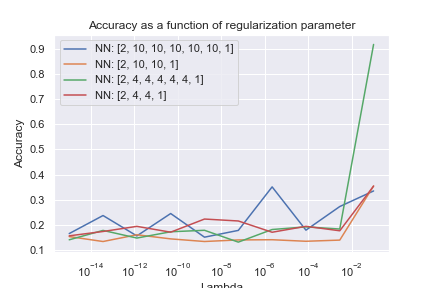 Accuracy as a function of regularization parameter
NN: [2, 10, 10, 10, 10, 10, 1]
NN: [2, 10, 10, 1]
NN: [2, 4, 4, 4, 4, 4, 1]
NN: [2, 4, 4, 1]
Accuracy
0.9
0.8
0.7
0.6
0.5
0.4
0.3
0.2
0.1
10⁻¹⁴ 10⁻¹² 10⁻¹⁰ 10⁻⁸ 10⁻⁶ 10⁻⁴ 10⁻²
Lambda